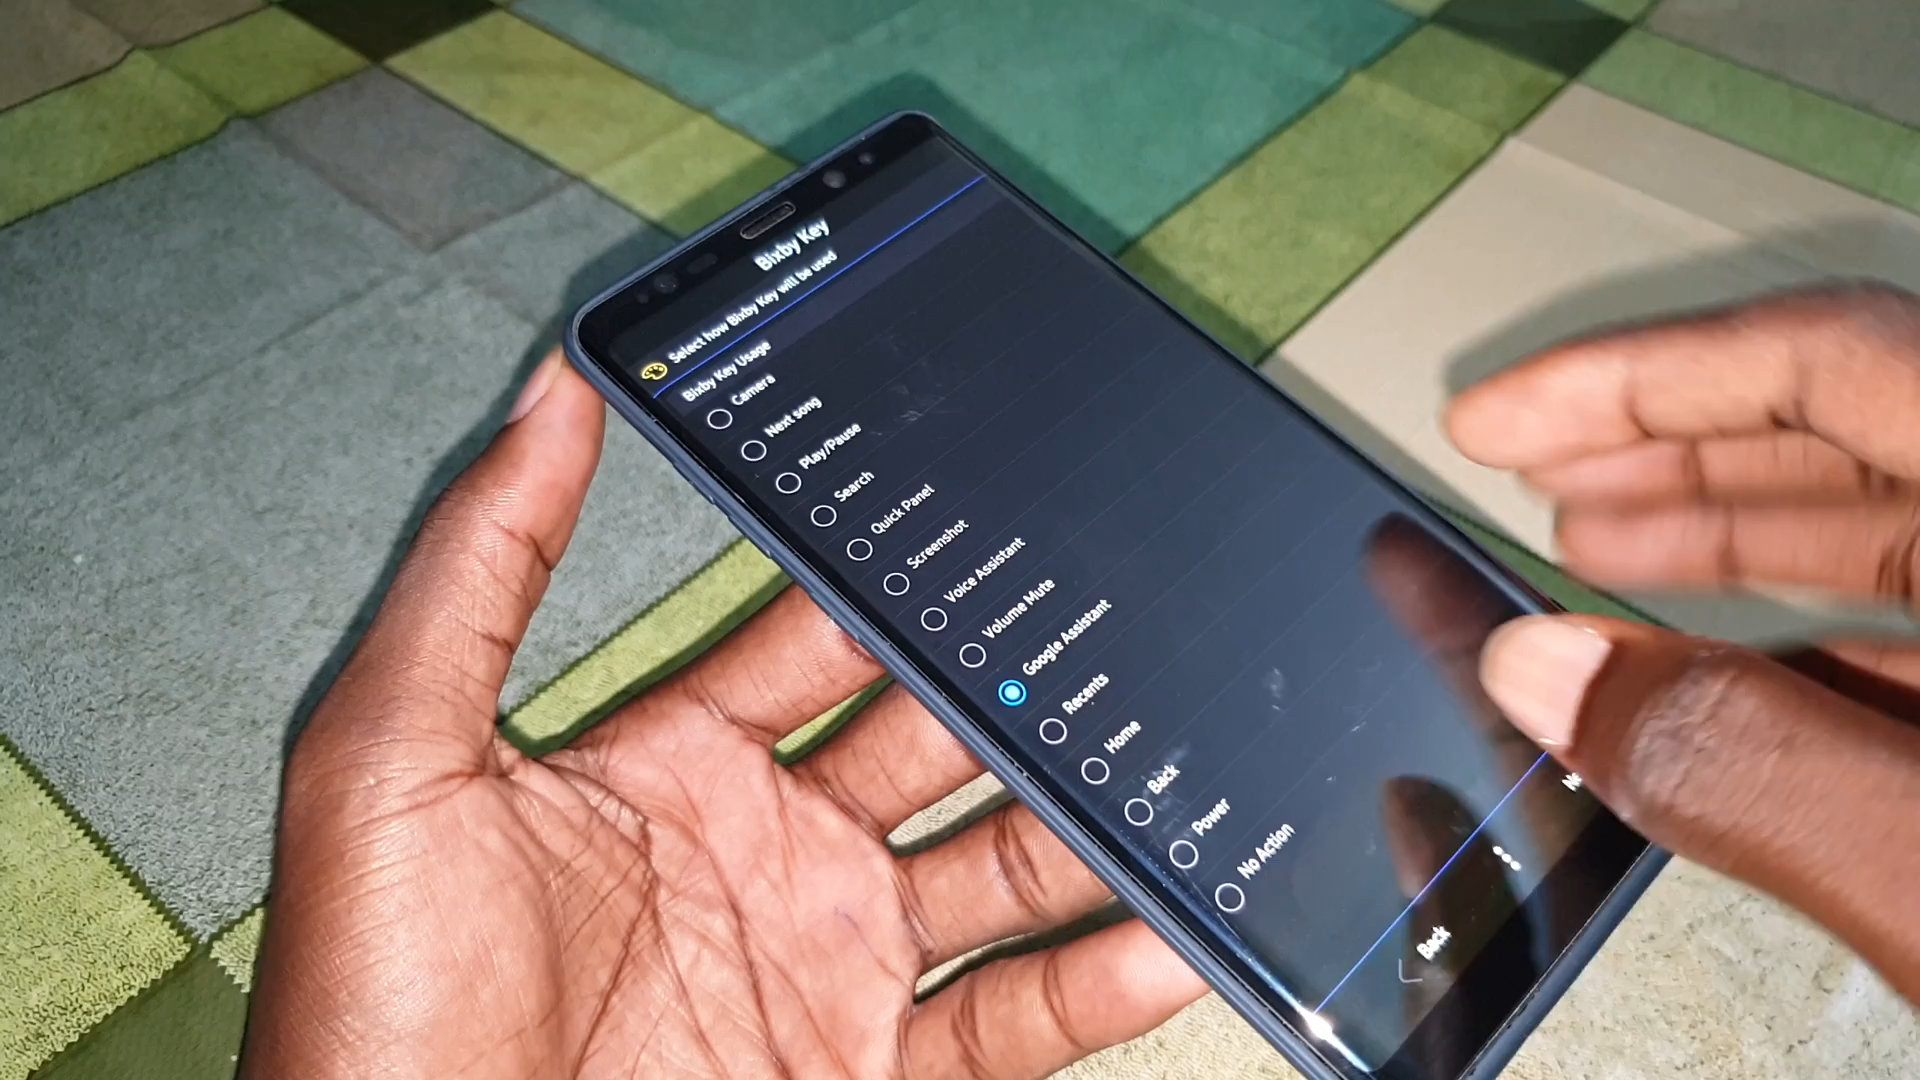 Bixby Key
Select how Bixby Key will be used
Bixby Key Usage
Camera
Next song
Play/Pause
Search
Quick Panel
Screenshot
Voice Assistant
Volume Mute
Google Assistant
Recents
Home
Back
Power
No Action
Back